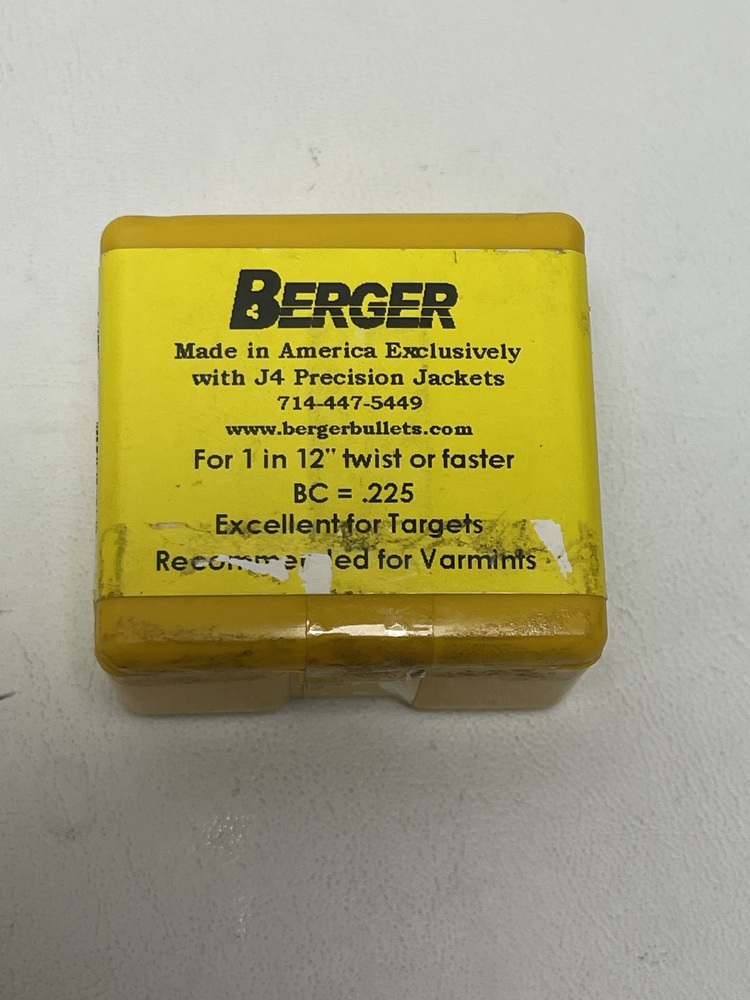 BERGER
Made in America Exclusively
with J4 Precision Jackets
714-447-5449
www.bergerbullets.com
For 1 in 12" twist or faster
BC = .225
Excellent for Targets
for Varmints